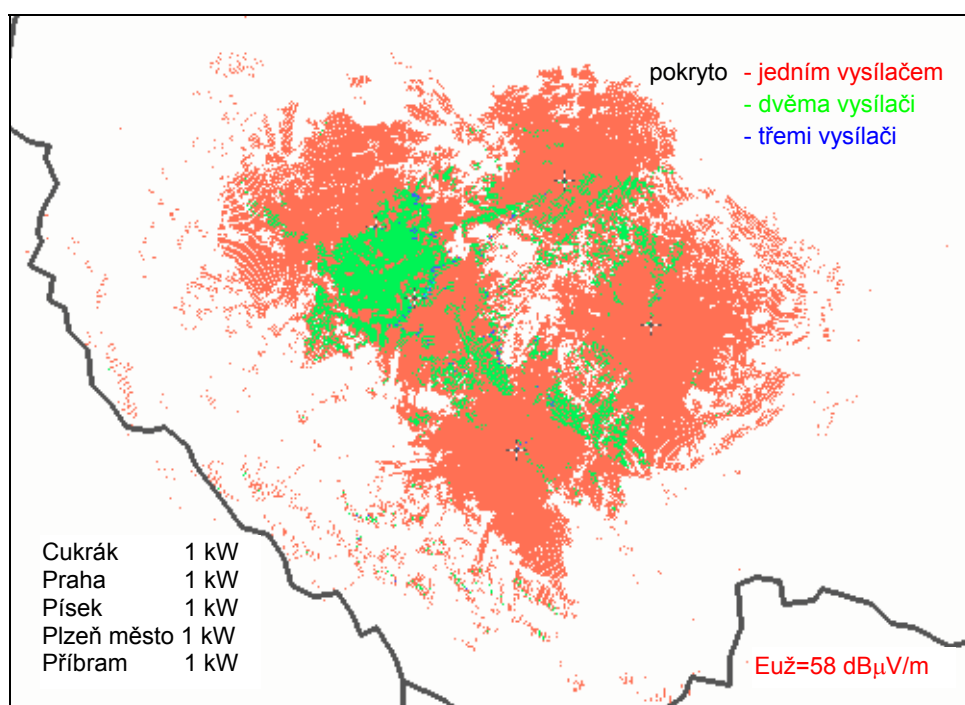 pokryto - jedním vysílačem
- dvěma vysílači
- třemi vysílači
Cukrák 1 kW
Praha 1 kW
Písek 1 kW
Plzeň město 1 kW
Příbram 1 kW
Euž=58 dBμV/m